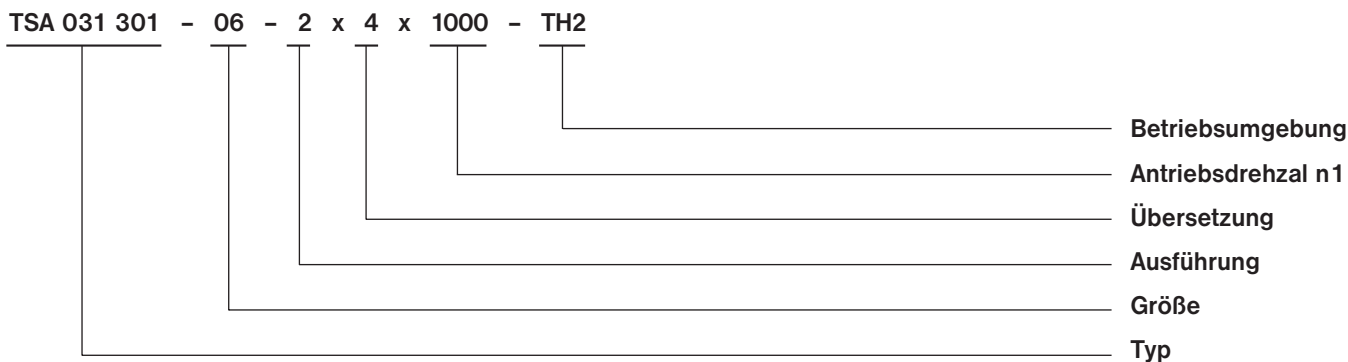 TSA 031 301 – 06 – 2 x 4 x 1000 – TH2
Betriebsumgebung
Antriebsdrehzal n1
Übersetzung
Ausführung
Größe
Typ